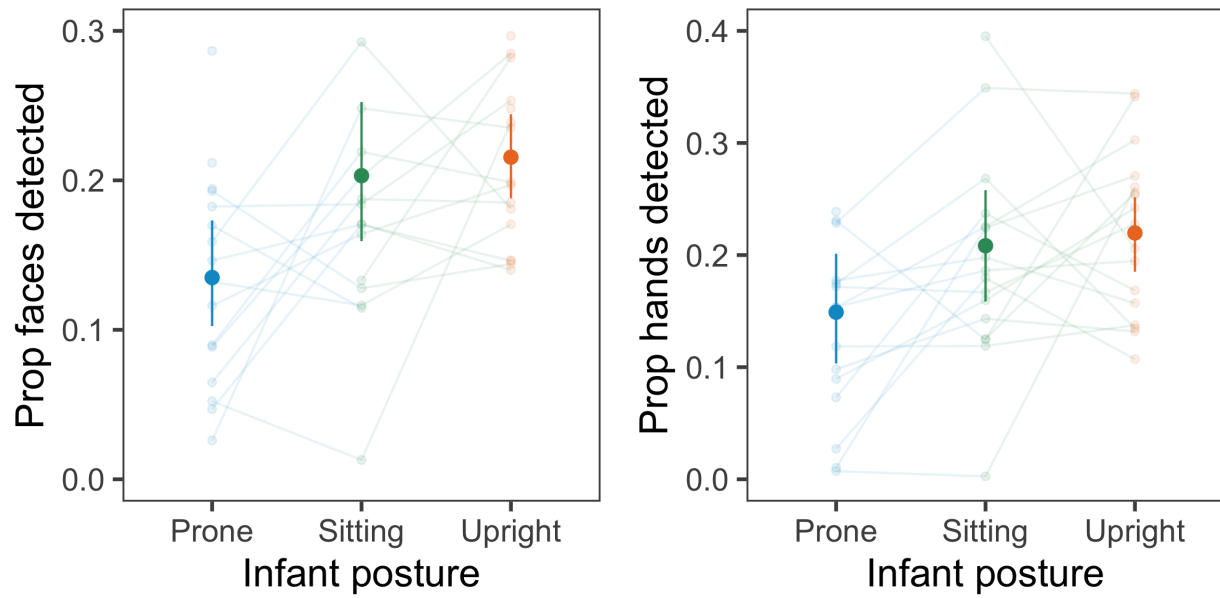 Prop faces detected
0.3
0.2
0.1
0.0
Prone Sitting Upright
Infant posture
Prop hands detected
0.4
0.3
0.2
0.1
0.0
Prone Sitting Upright
Infant posture